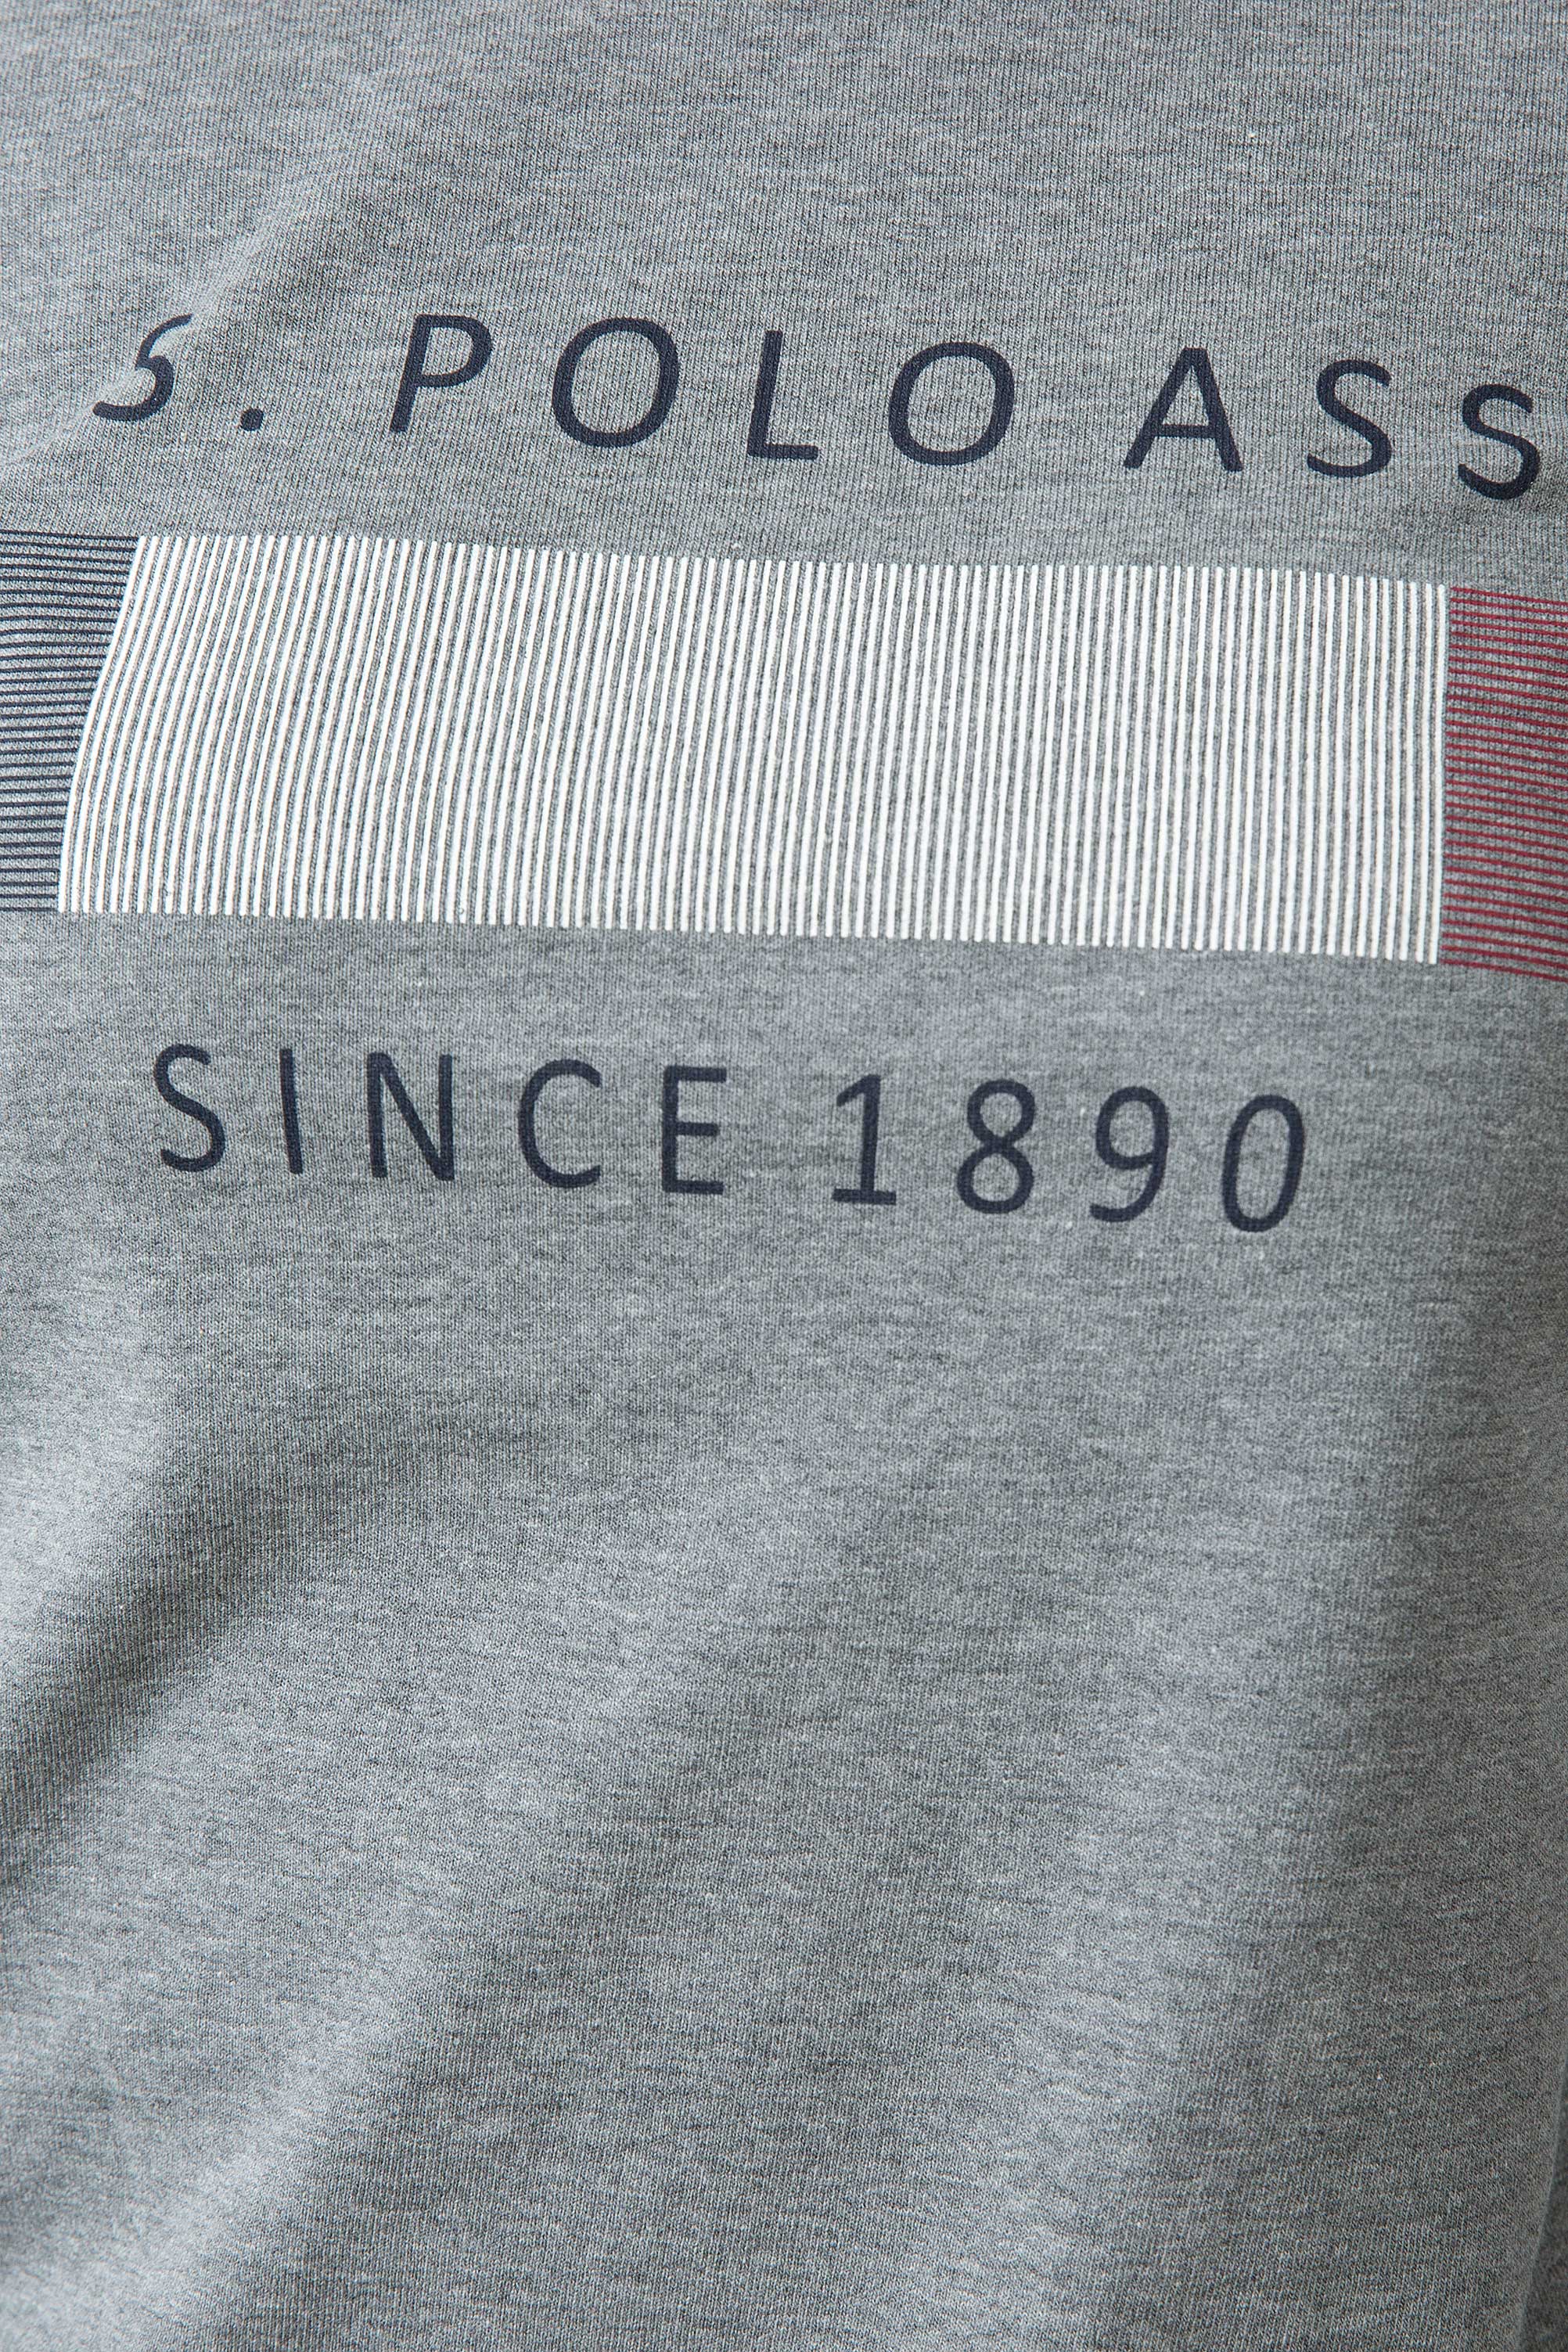 S. POLO ASS
SINCE 1890